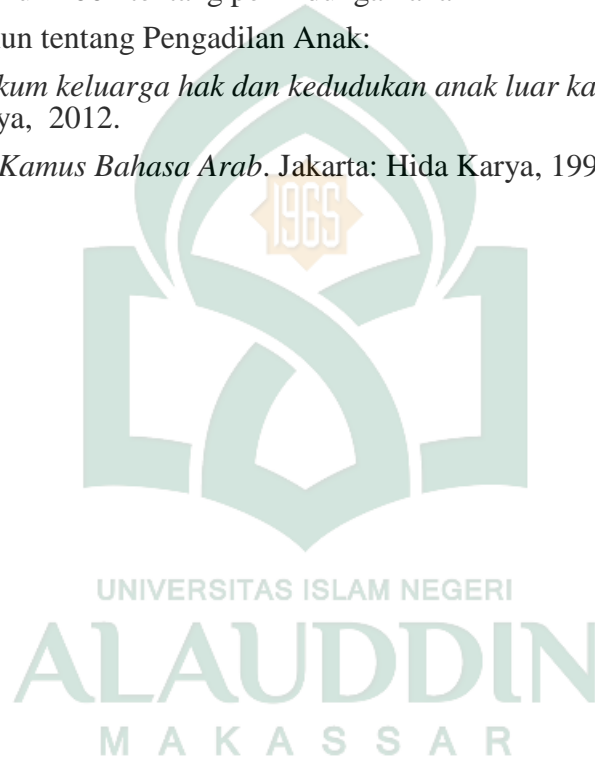 un tentang Pengadilan Anak:
kum keluarga hak dan kedudukan anak luar ka
ya, 2012.
Kamus Bahasa Arab. Jakarta: Hida Karya, 199
1965
UNIVERSITAS ISLAM NEGERI
ALAUDDIN
MAKASSAR